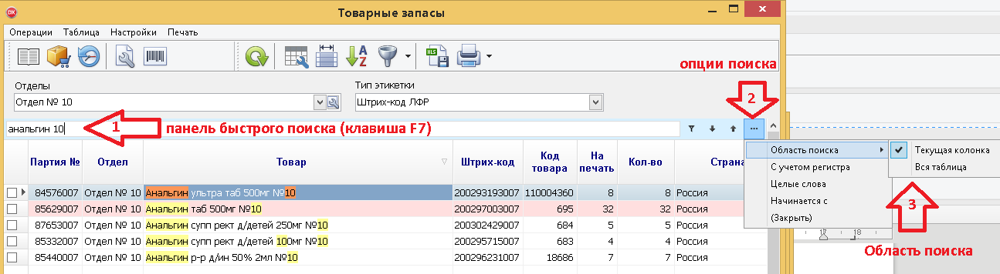 Товарные запасы
Операции Таблица Настройки Печать
XLS
опции поиска
Отделы
Тип этикетки
Отдел № 10
Штрих-код ЛФР
2
анальгин 10
1
панель быстрого поиска (клавиша F7)
Партия № Отдел Товар Штрих-код Код товара На печать Кол-во Страна
84576007 Отдел № 10 Анальгин ультра таб 500мг №10 200293193007 110004360 8 8 Россия
85629007 Отдел № 10 Анальгин таб 500мг №10 200297003007 695 32 32 Россия
87653007 Отдел № 10 Анальгин супп рект д/детей 250мг №10 200302429007 684 5 5 Россия
85332007 Отдел № 10 Анальгин супп рект д/детей 100мг №10 200295715007 683 4 4 Россия
85440007 Отдел № 10 Анальгин р-р д/ин 50% 2мл №10 200296231007 18686 7 7 Россия
Область поиска
С учетом регистра
Целые слова
Начинается с
(Закрыть)
Текущая колонка
Вся таблица
3
17 18
Область поиска